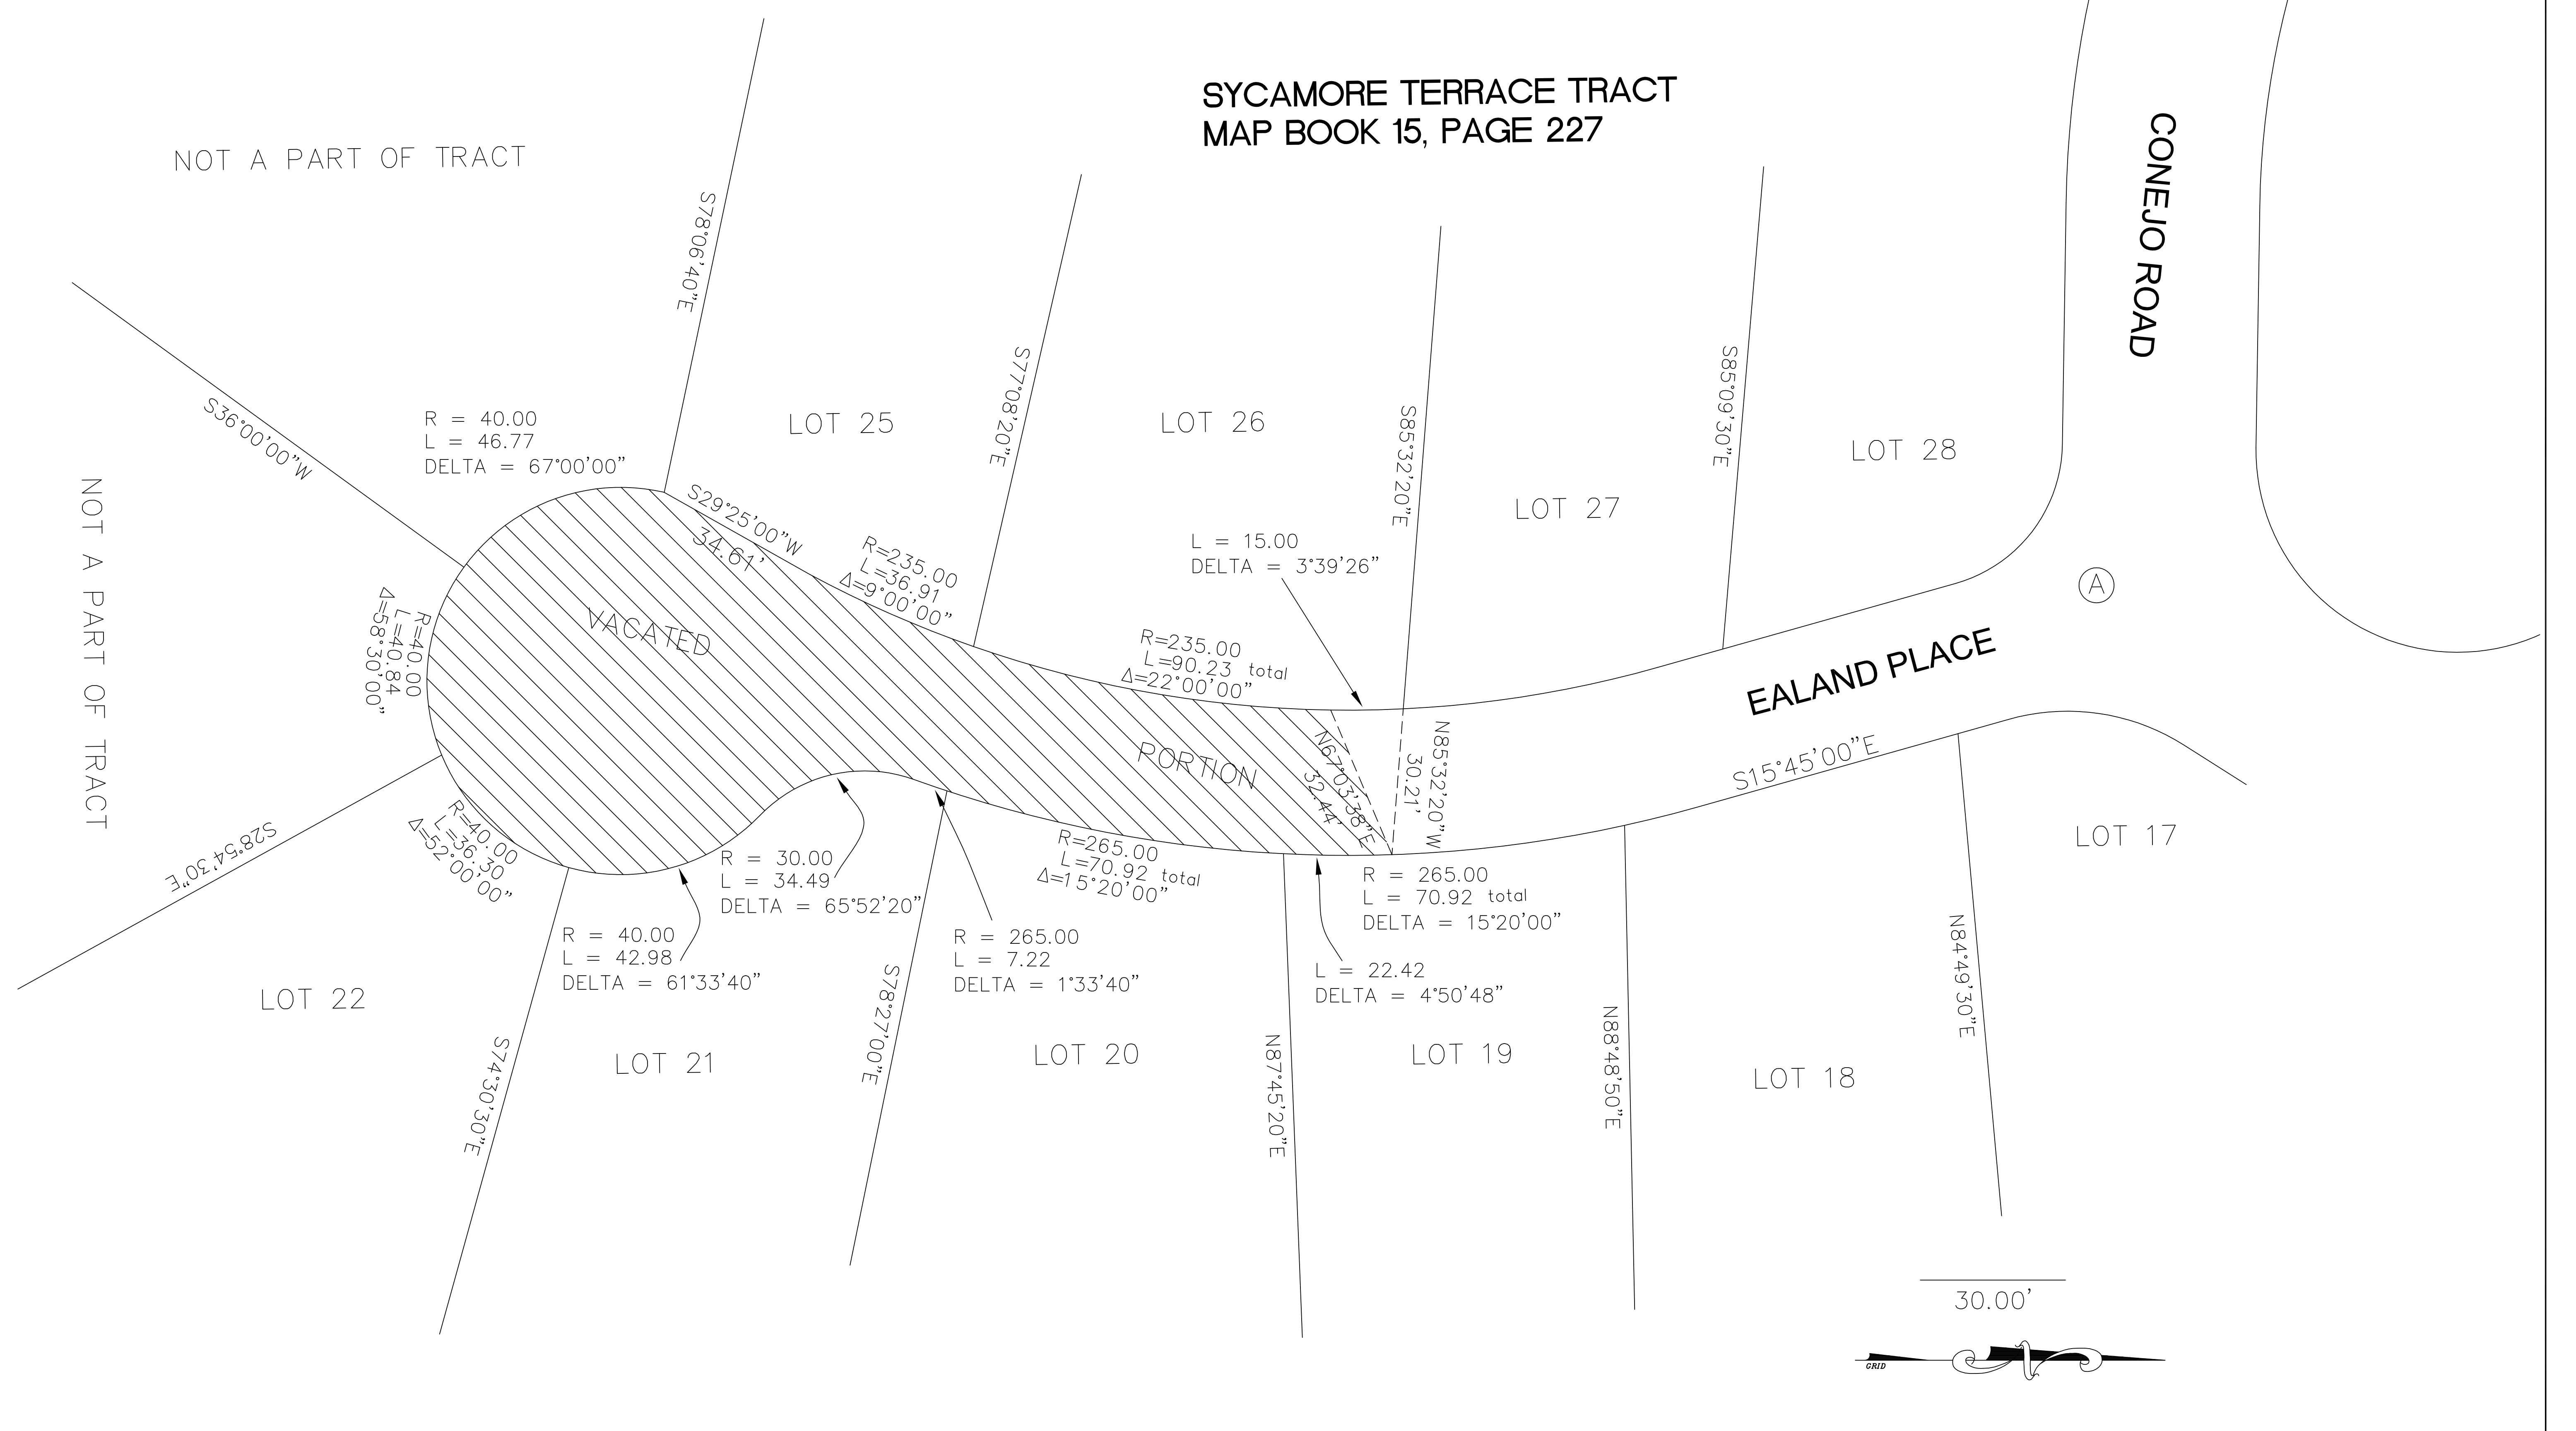 SYCAMORE TERRACE TRACT
MAP BOOK 15, PAGE 227
CONEJO ROAD
NOT A PART OF TRACT
S78°06'40"E
S77°08'20"E
S85°32'20"E
S85°09'30"E
S36°00'00"W
R = 40.00
L = 46.77
DELTA = 67°00'00"
LOT 25
LOT 26
LOT 27
LOT 28
NOT A PART OF TRACT
S29°25'00"W
34.61'
R=235.00
L=36.91
Δ=9°00'00"
L = 15.00
DELTA = 3°39'26"
A
R=40.00
L=40.84
Δ=58°30'00"
VACATED
R=235.00
L=90.23 total
Δ=22°00'00"
EALAND PLACE
PORTION
N67°03'38"E
32.44'
N85°32'20"W
30.21'
S15°45'00"E
S28°54'30"E
R=40.00
L=36.30
Δ=52°00'00"
R = 30.00
L = 34.49
DELTA = 65°52'20"
R=265.00
L=70.92 total
Δ=15°20'00"
R = 265.00
L = 70.92 total
DELTA = 15°20'00"
LOT 17
R = 40.00
L = 42.98
DELTA = 61°33'40"
R = 265.00
L = 7.22
DELTA = 1°33'40"
L = 22.42
DELTA = 4°50'48"
LOT 22
LOT 21
LOT 20
LOT 19
LOT 18
S74°30'30"E
S78°27'00"E
N87°45'20"E
N88°48'50"E
N84°49'30"E
30.00'
GRID
N